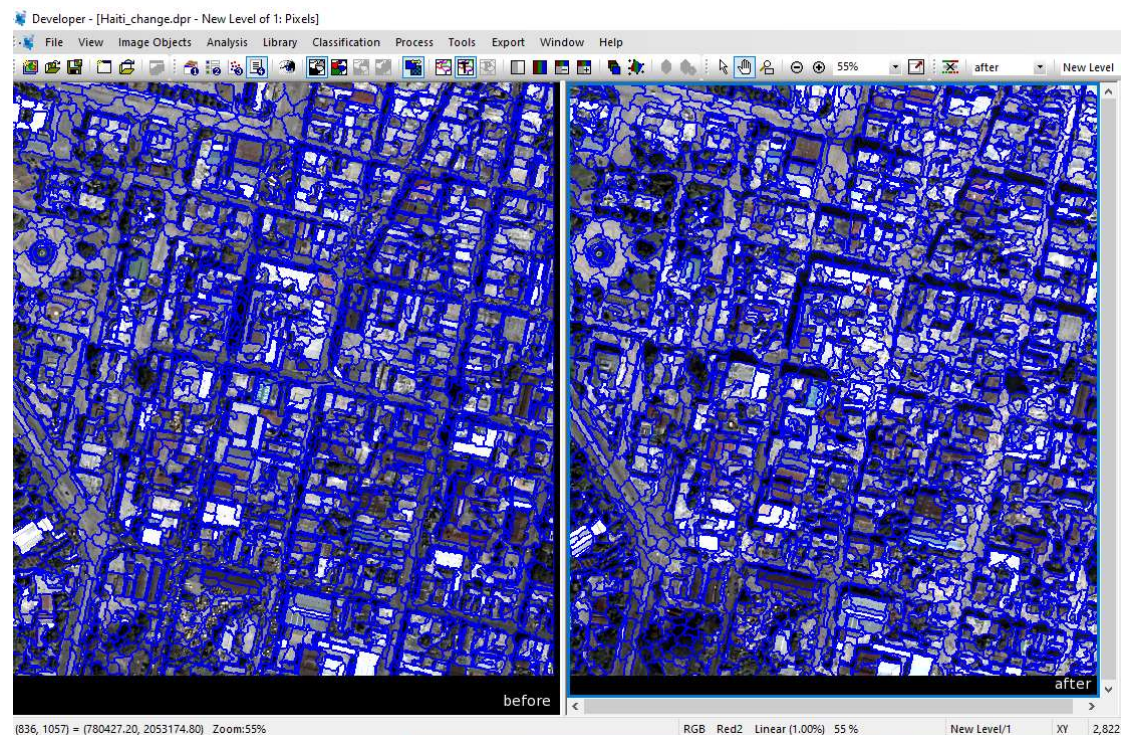 Developer - [Haiti_change.dpr - New Level of 1: Pixels]
File View Image Objects Analysis Library Classification Process Tools Export Window Help
55% after New Level
before
after
(836, 1057) = (780427.20, 2053174.80) Zoom:55% RGB Red2 Linear (1.00%) 55 % New Level/1 XY 2,822